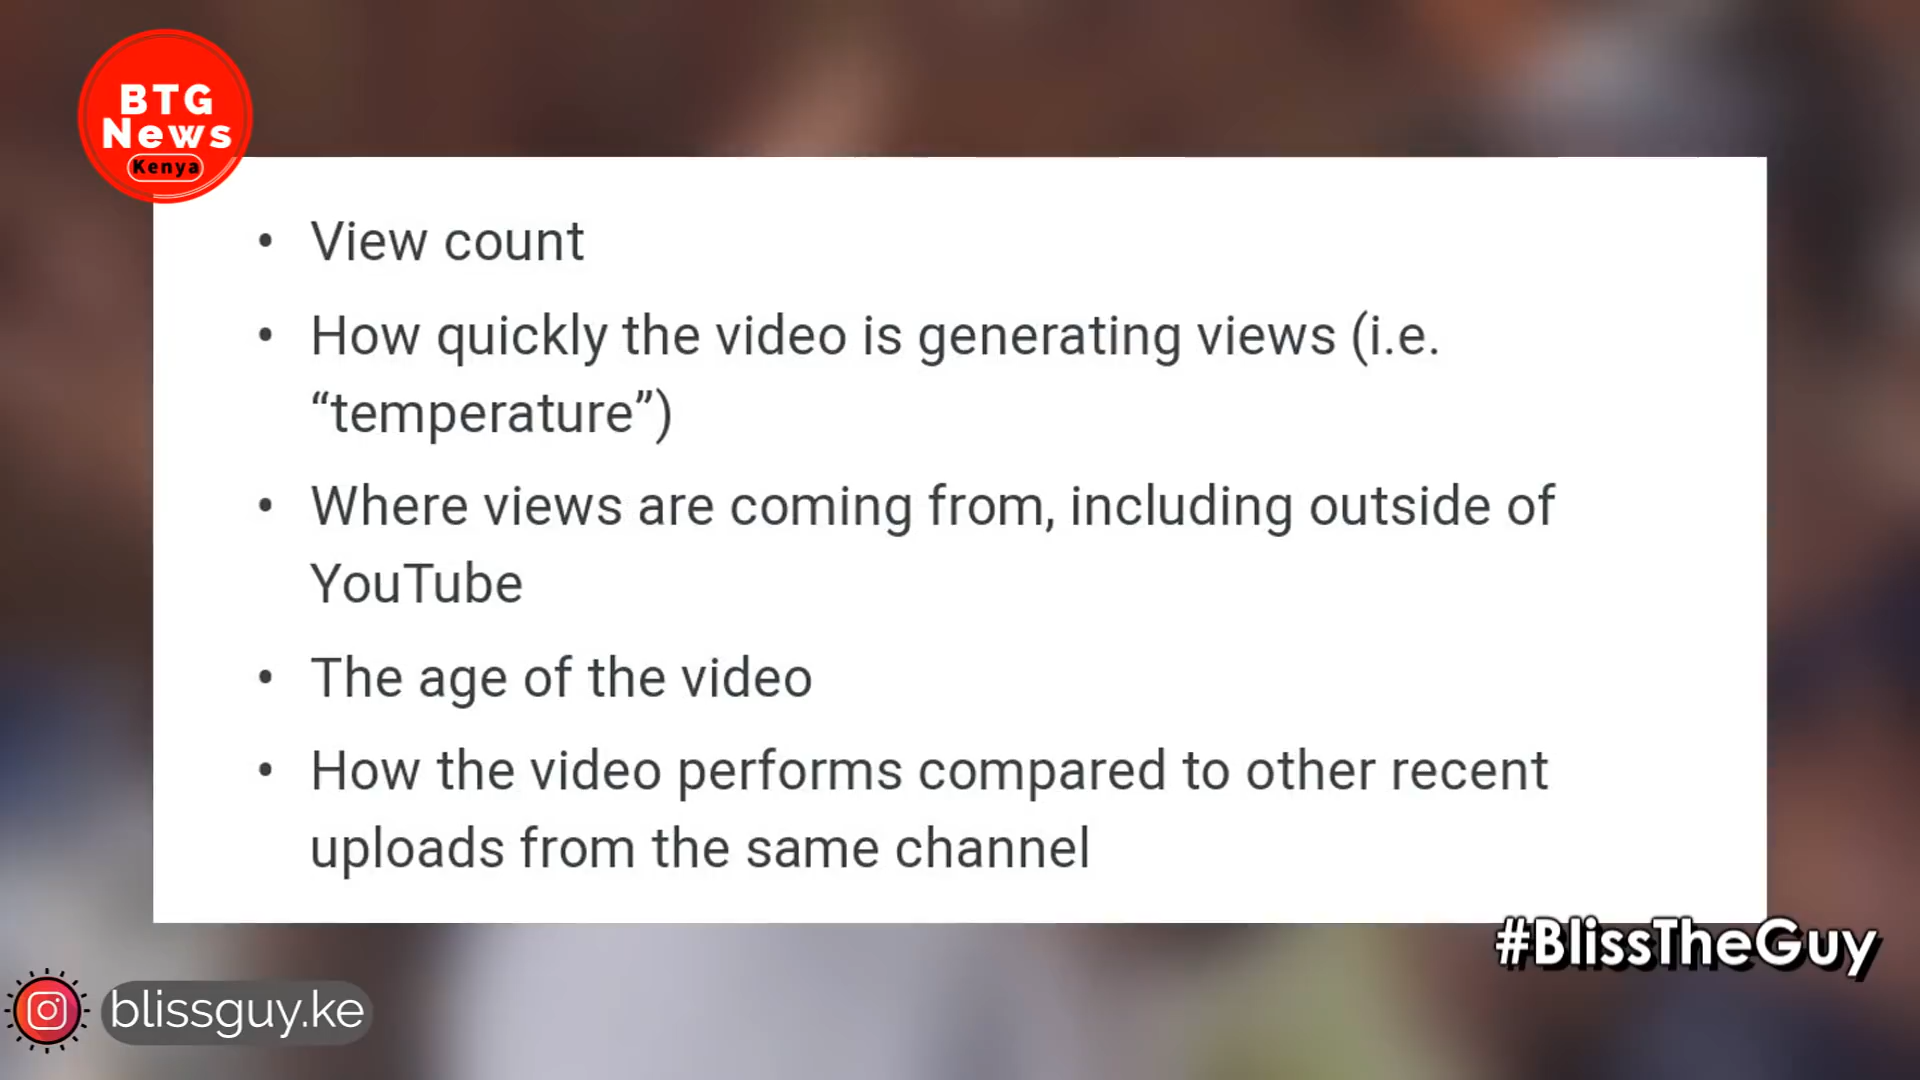 BTG
News
Kenya
• View count
• How quickly the video is generating views (i.e.
“temperature”)
• Where views are coming from, including outside of
YouTube
• The age of the video
• How the video performs compared to other recent
uploads from the same channel
#BlissTheGuy
blissguy.ke